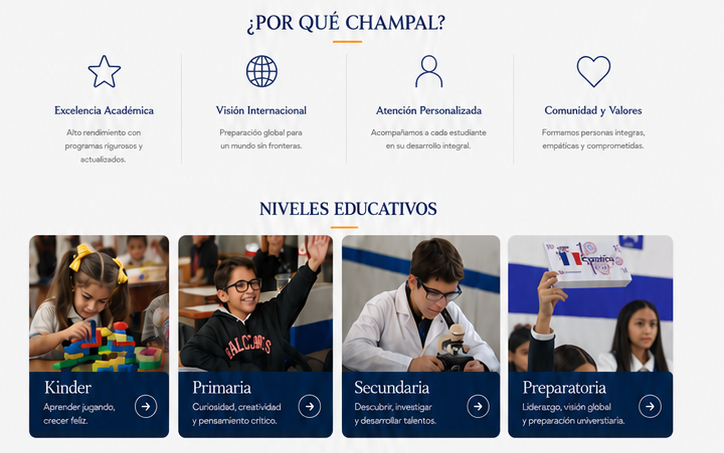 ¿POR QUÉ CHAMPAL?
Excelencia Académica
Alto rendimiento con
programas rigurosos y
actualizados.
Visión Internacional
Preparación global para
un mundo sin fronteras.
Atención Personalizada
Acompañamos a cada estudiante
en su desarrollo integral.
Comunidad y Valores
Formamos personas íntegras,
empáticas y comprometidas.
NIVELES EDUCATIVOS
Kinder
Aprender jugando,
crecer feliz.
Primaria
Curiosidad, creatividad
y pensamiento crítico.
Secundaria
Descubrir, investigar
y desarrollar talentos.
Preparatoria
Liderazgo, visión global
y preparación universitaria.